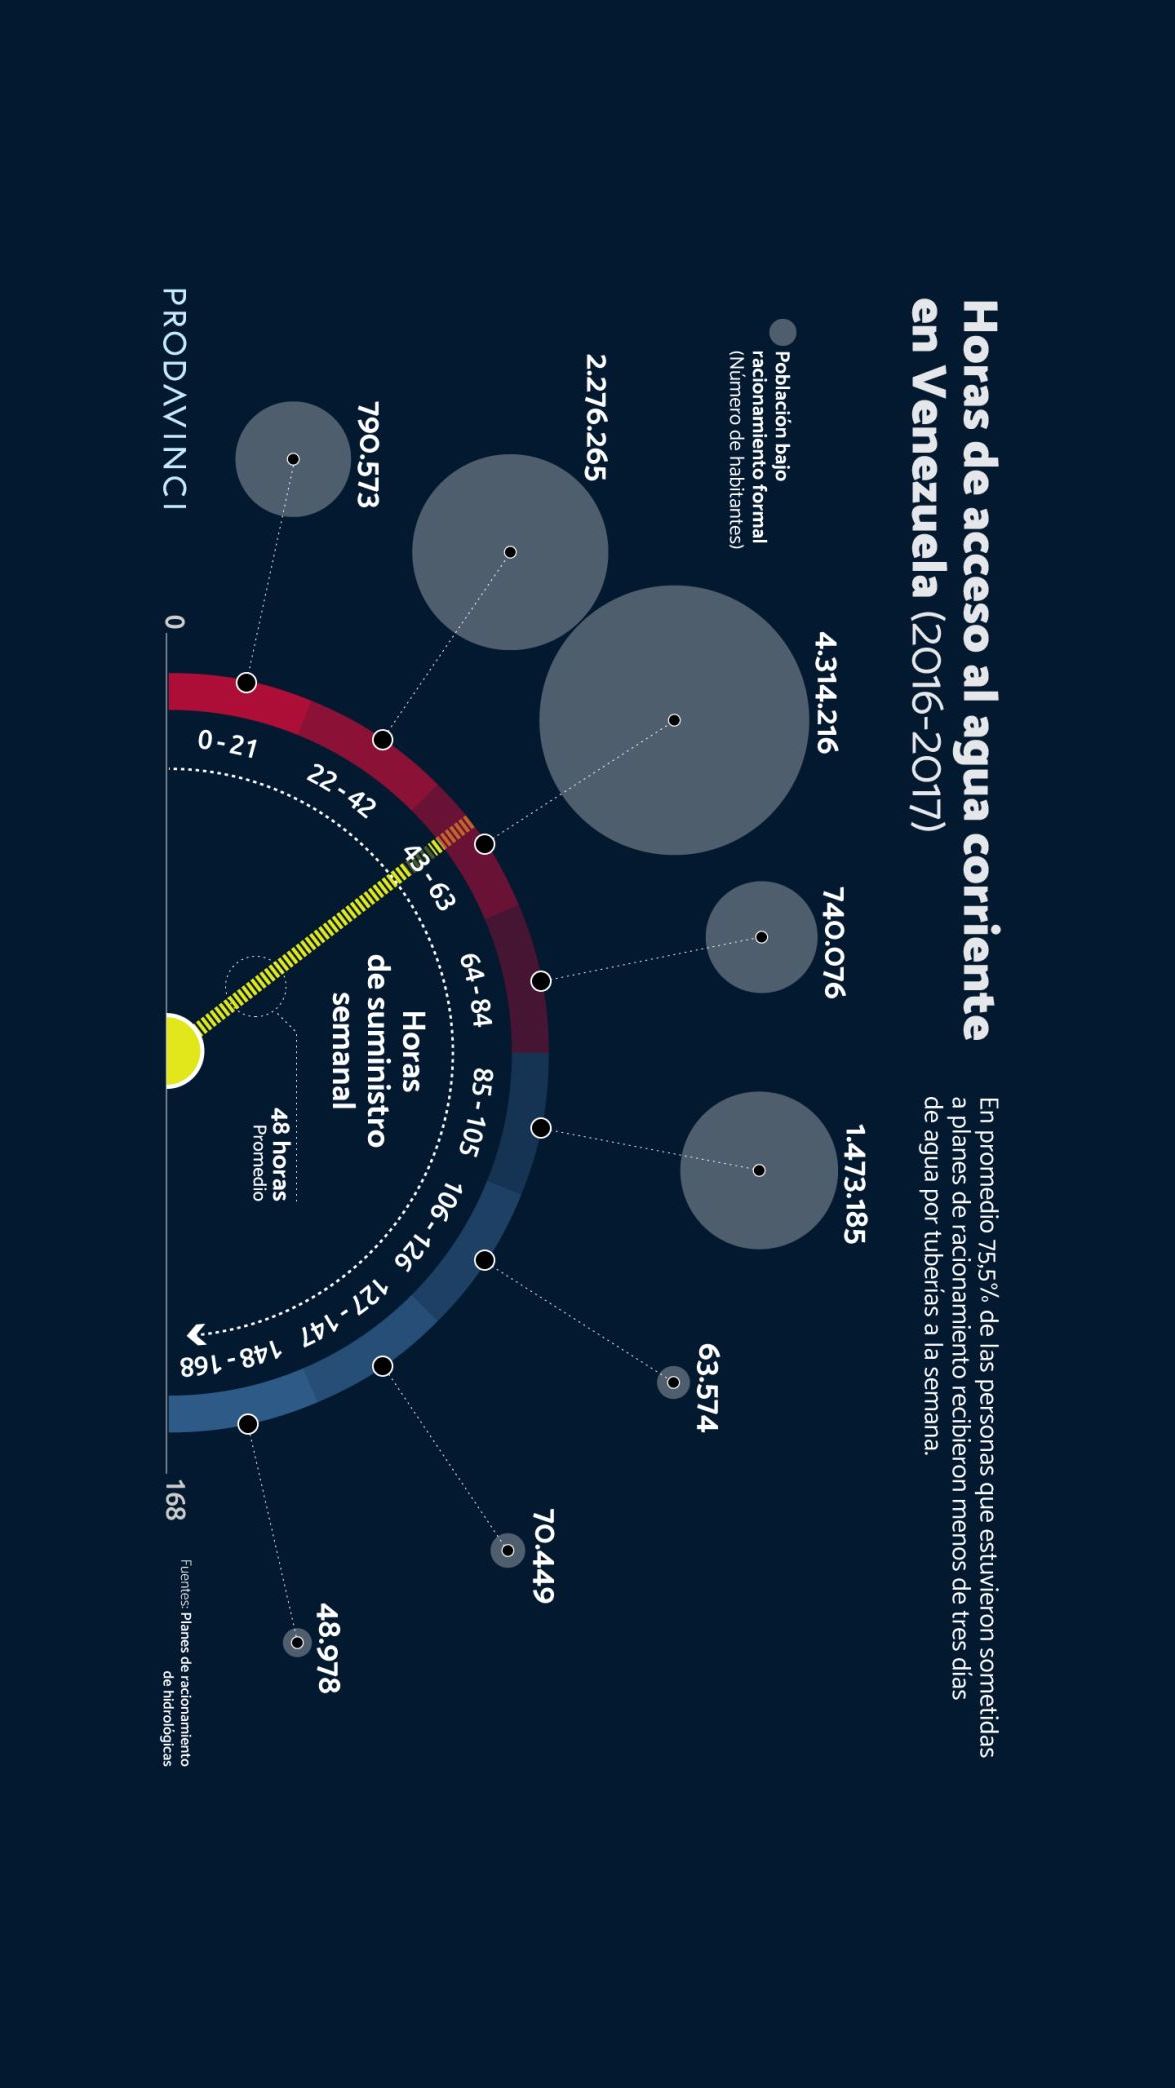 Horas de acceso al agua corriente
en Venezuela (2016-2017)
En promedio 75,5% de las personas que estuvieron sometidas
a planes de racionamiento recibieron menos de tres días
de agua por tuberías a la semana.
Población bajo
racionamiento formal
(Número de habitantes)
790.573
2.276.265
4.314.216
740.076
1.473.185
63.574
70.449
48.978
0-21
22-42
43-63
64-84
85-105
106-126
127-147
148-168
Horas
de suministro
semanal
48 horas
Promedio
0
168
PRODAVINCI
Fuentes: Planes de racionamiento
de hidrológicas